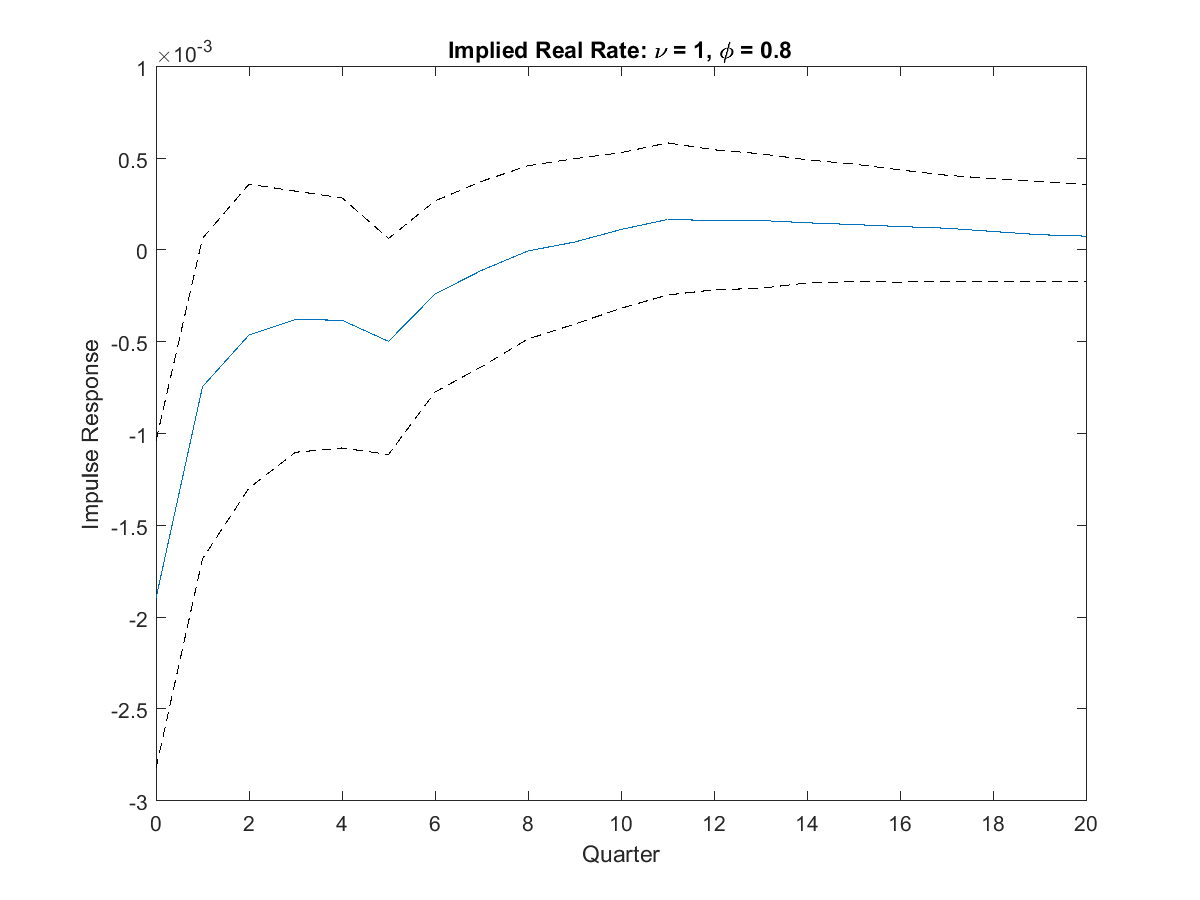 Implied Real Rate: ν = 1, ϕ = 0.8
×10^-3
1
0.5
0
-0.5
-1
-1.5
-2
-2.5
-3
Impulse Response
0 2 4 6 8 10 12 14 16 18 20
Quarter